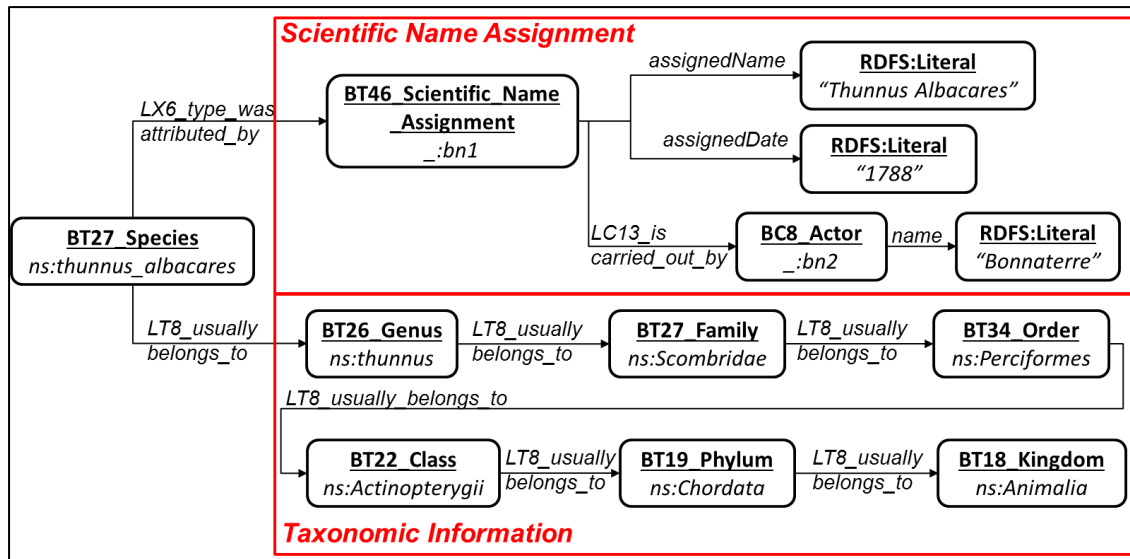 Scientific Name Assignment
LX6_type_was
attributed_by
BT46_Scientific_Name
_Assignment
_:bn1
assignedName
RDFS:Literal
“Thunnus Albacares”
assignedDate
RDFS:Literal
“1788”
BT27_Species
ns:thunnus_albacares
LC13_is
carried_out_by
BC8_Actor
_:bn2
name
RDFS:Literal
“Bonnaterre”
LT8_usually
belongs_to
BT26_Genus
ns:thunnus
LT8_usually
belongs_to
BT27_Family
ns:Scombridae
LT8_usually
belongs_to
BT34_Order
ns:Perciformes
LT8_usually_belongs_to
BT22_Class
ns:Actinopterygii
LT8_usually
belongs_to
BT19_Phylum
ns:Chordata
LT8_usually
belongs_to
BT18_Kingdom
ns:Animalia
Taxonomic Information